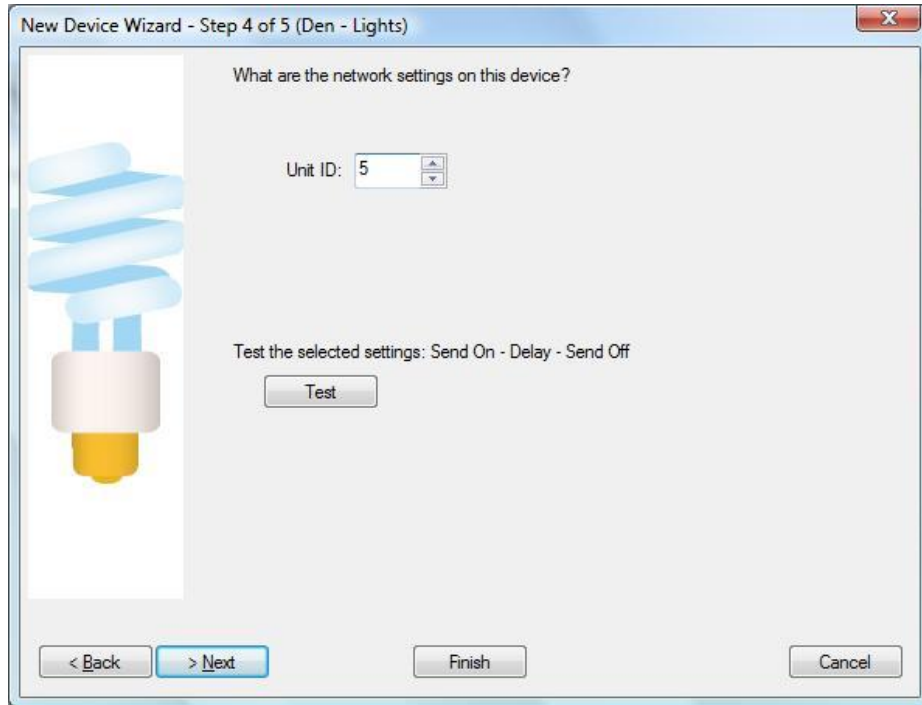 New Device Wizard - Step 4 of 5 (Den - Lights)
What are the network settings on this device?
Unit ID: 5
Test the selected settings: Send On - Delay - Send Off
Test
< Back > Next Finish Cancel